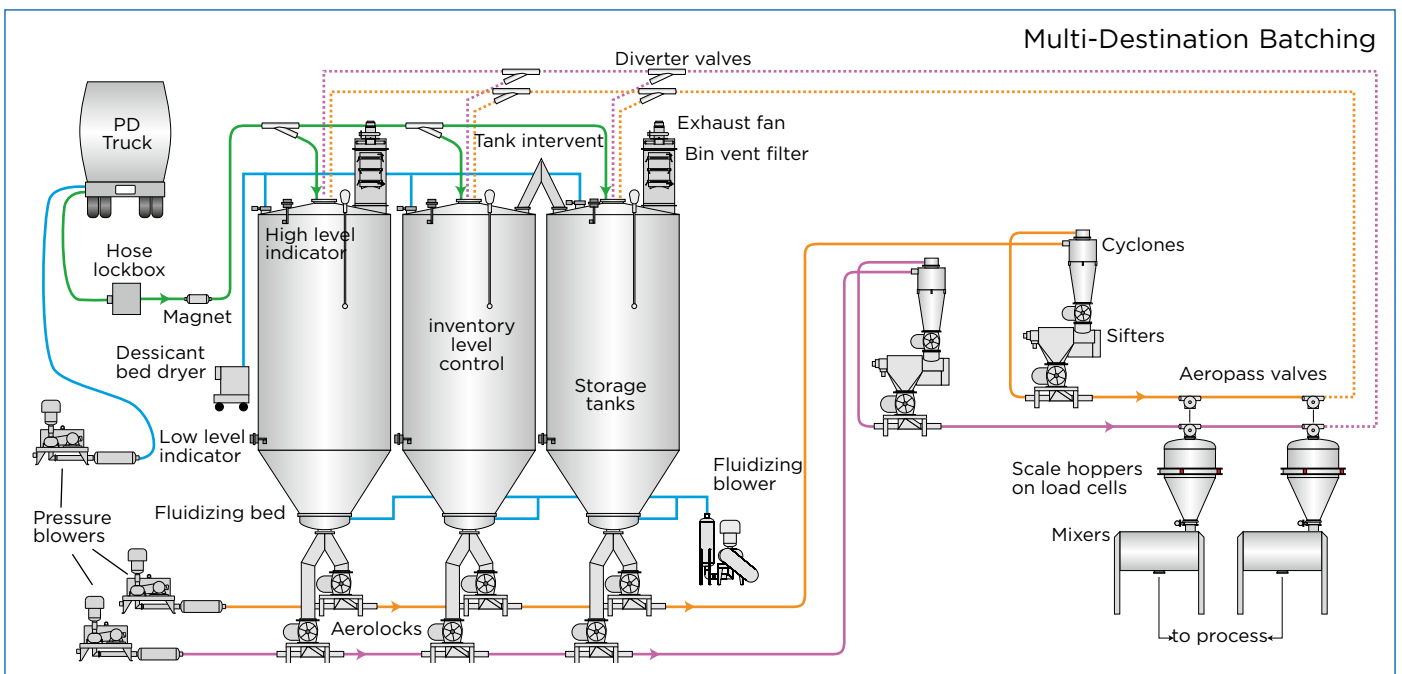 Multi-Destination Batching
Diverter valves
PD
Truck
Tank intervent
Exhaust fan
Bin vent filter
High level
indicator
Hose
lockbox
Magnet
Cyclones
inventory
level
control
Sifters
Dessicant
bed dryer
Storage
tanks
Aeropass valves
Low level
indicator
Fluidizing
blower
Scale hoppers
on load cells
Fluidizing bed
Pressure
blowers
Mixers
Aerolocks
to process